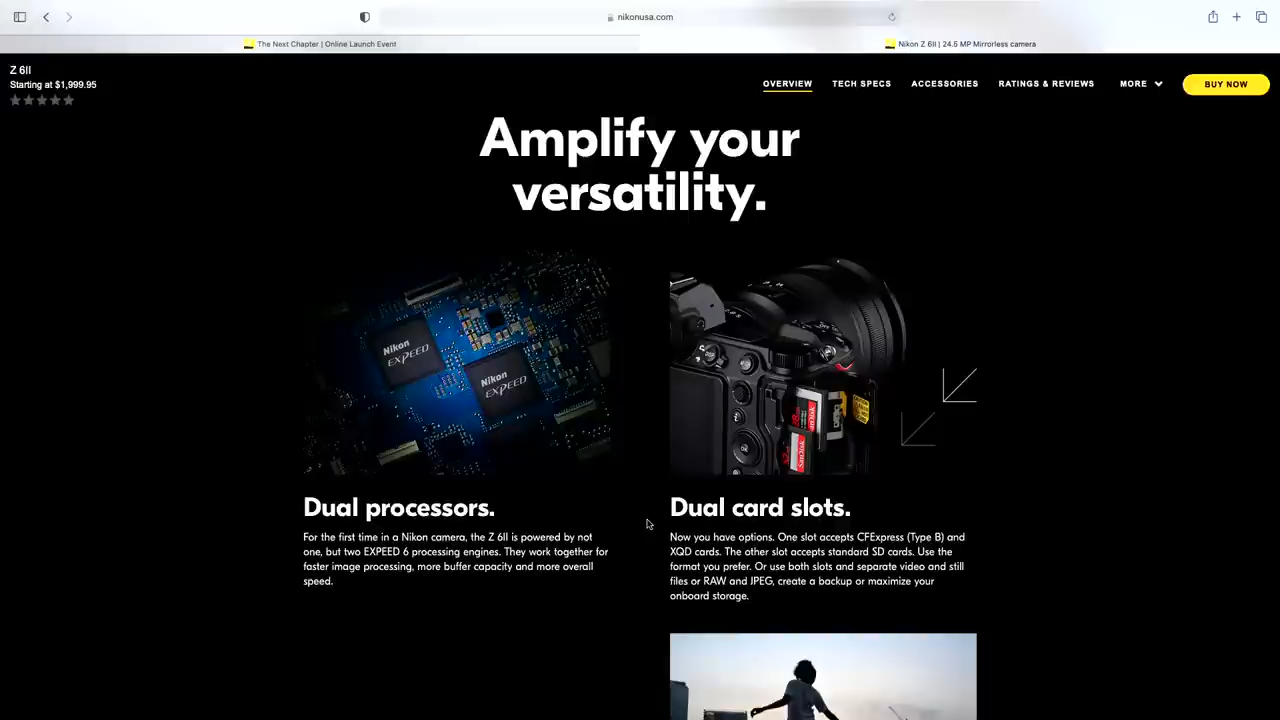 nikonusa.com
The Next Chapter | Online Launch Event
Nikon Z 6II | 24.5 MP Mirrorless camera
Z 6II
Starting at $1,999.95
OVERVIEW
TECH SPECS
ACCESSORIES
RATINGS & REVIEWS
MORE
BUY NOW
Amplify your
versatility.
Nikon
EXPEED
Nikon
EXPEED
OK
SanDisk
Dual processors.
For the first time in a Nikon camera, the Z 6II is powered by not
one, but two EXPEED 6 processing engines. They work together for
faster image processing, more buffer capacity and more overall
speed.
Dual card slots.
Now you have options. One slot accepts CFExpress (Type B) and
XQD cards. The other slot accepts standard SD cards. Use the
format you prefer. Or use both slots and separate video and still
files or RAW and JPEG, create a backup or maximize your
onboard storage.